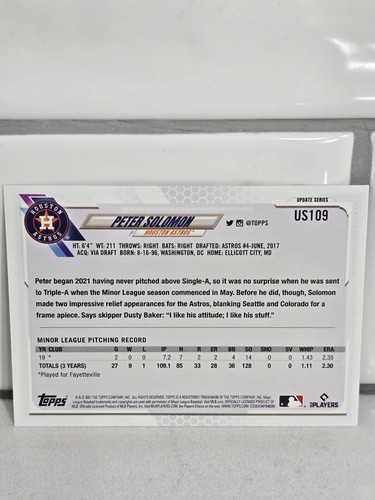 HOUSTON
H
ASTROS
UPDATE SERIES
US109
PETER SOLOMON
HOUSTON ASTROS
@TOPPS
HT: 6'4" WT: 211 THROWS: RIGHT BATS: RIGHT DRAFTED: ASTROS #4-JUNE, 2017
ACQ: VIA DRAFT BORN: 8-16-96, WASHINGTON, DC HOME: ELLICOTT CITY, MD
Peter began 2021 having never pitched above Single-A, so it was no surprise when he was sent
to Triple-A when the Minor League season commenced in May. Before he did, though, Solomon
made two impressive relief appearances for the Astros, blanking Seattle and Colorado for a
frame apiece. Says skipper Dusty Baker: "I like his attitude; I like his stuff."
MINOR LEAGUE PITCHING RECORD
YR CLUB G W L IP H R ER BB SO SHO SV WHIP ERA
19 * 2 0 0 7.2 7 2 2 4 14 0 0 1.43 2.35
TOTALS (3 YEARS) 27 9 1 109.1 85 33 28 36 128 0 1 1.11 2.30
*Played for Fayetteville
Topps
PLAYERS